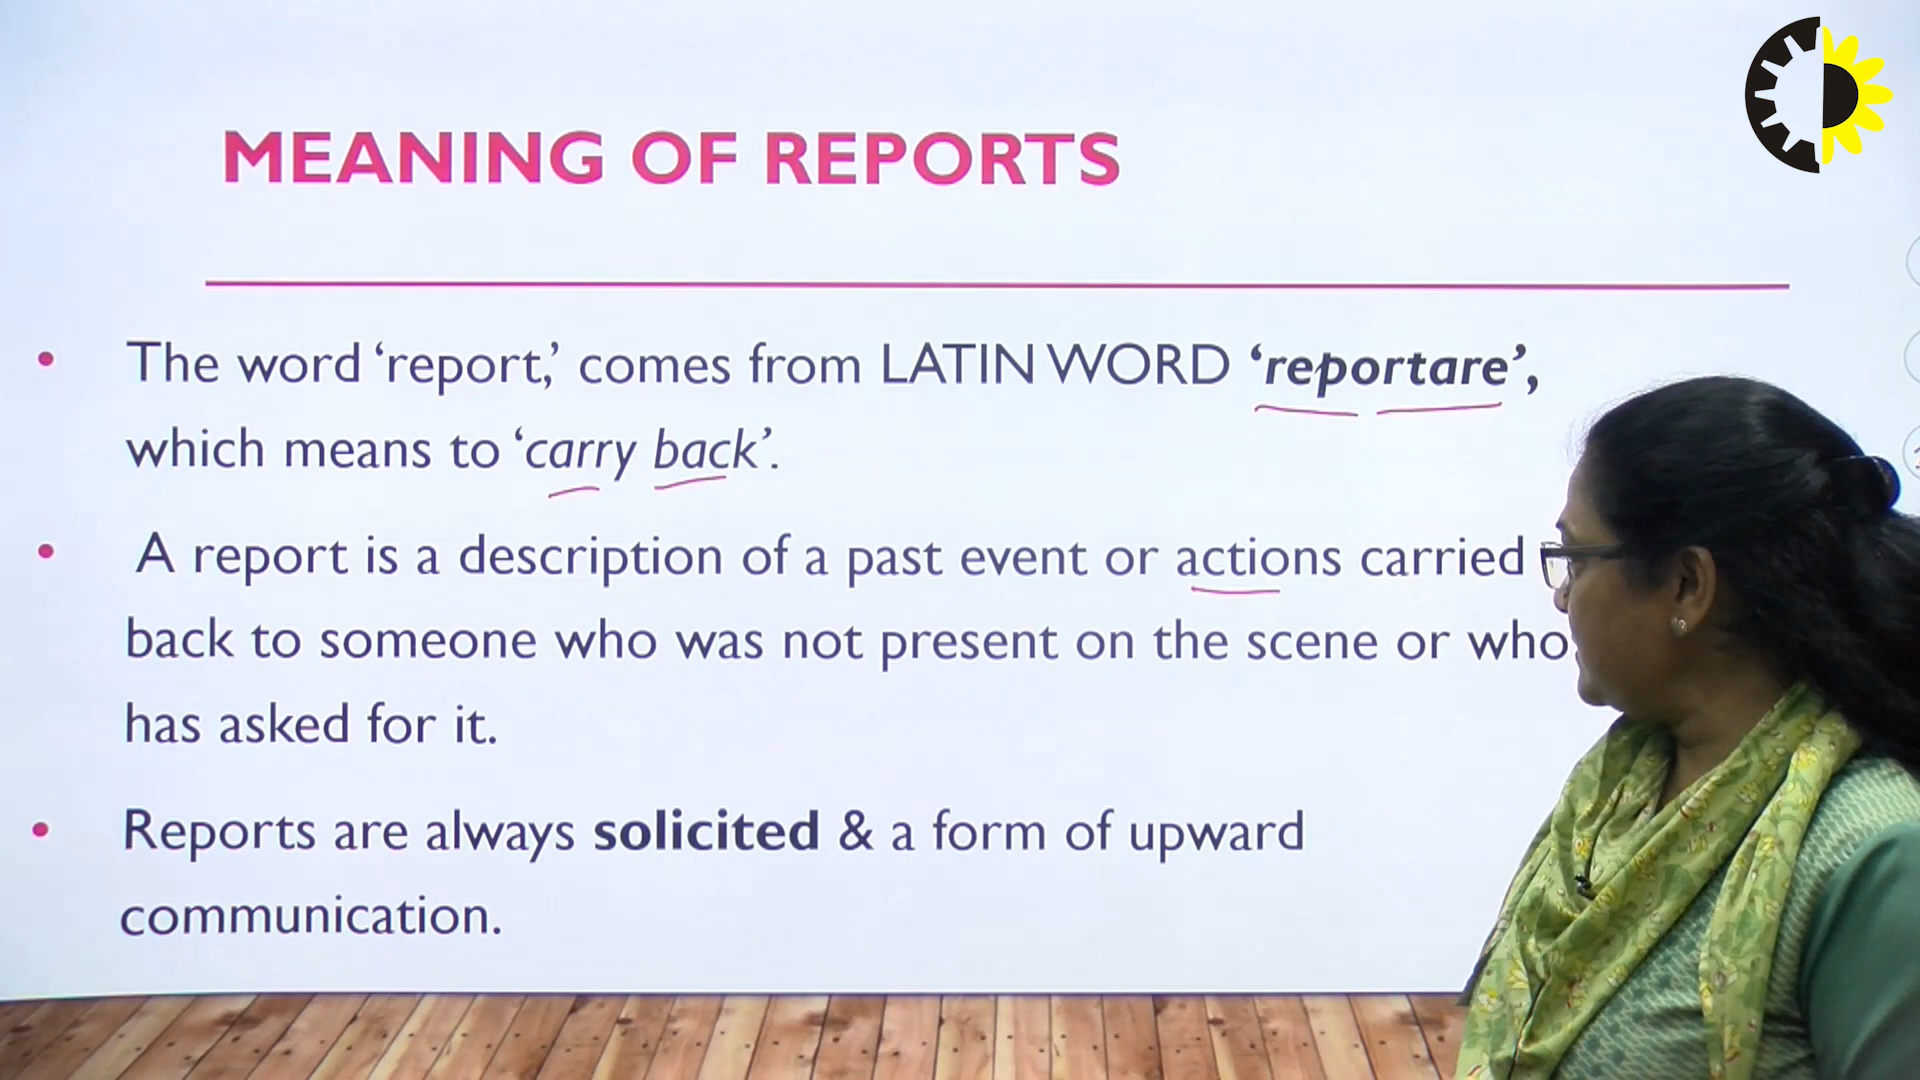 MEANING OF REPORTS
• The word ‘report,’ comes from LATIN WORD ‘reportare’,
which means to ‘carry back’.
• A report is a description of a past event or actions carried
back to someone who was not present on the scene or who
has asked for it.
• Reports are always solicited & a form of upward
communication.